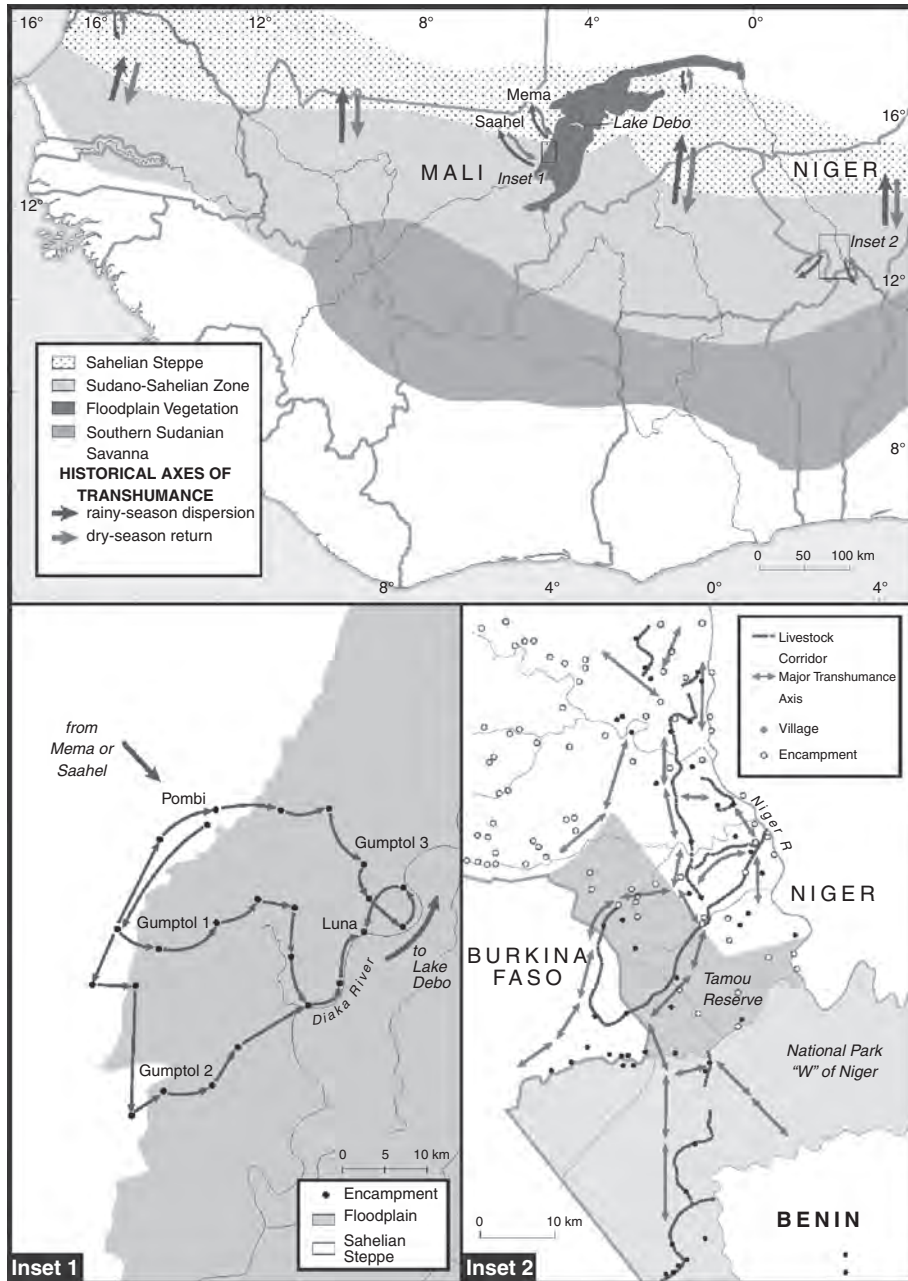 16° 16° 12° 8° 4° 0°
Mema
Saahel
Lake Debo
16°
MALI
Inset 1
NIGER
12°
Inset 2
12°
Sahelian Steppe
Sudano-Sahelian Zone
Floodplain Vegetation
Southern Sudanian
Savanna
HISTORICAL AXES OF
TRANSHUMANCE
rainy-season dispersion
dry-season return
8°
0 50 100 km
8° 4° 0° 4°
from
Mema or
Saahel
Pombi
Gumptol 3
Gumptol 1
Luna
to
Lake
Debo
Diaka River
Gumptol 2
0 5 10 km
Encampment
Floodplain
Sahelian
Steppe
Inset 1
Livestock
Corridor
Major Transhumance
Axis
Village
Encampment
Niger R
NIGER
BURKINA
FASO
Tamou
Reserve
National Park
"W" of Niger
0 10 km
BENIN
Inset 2